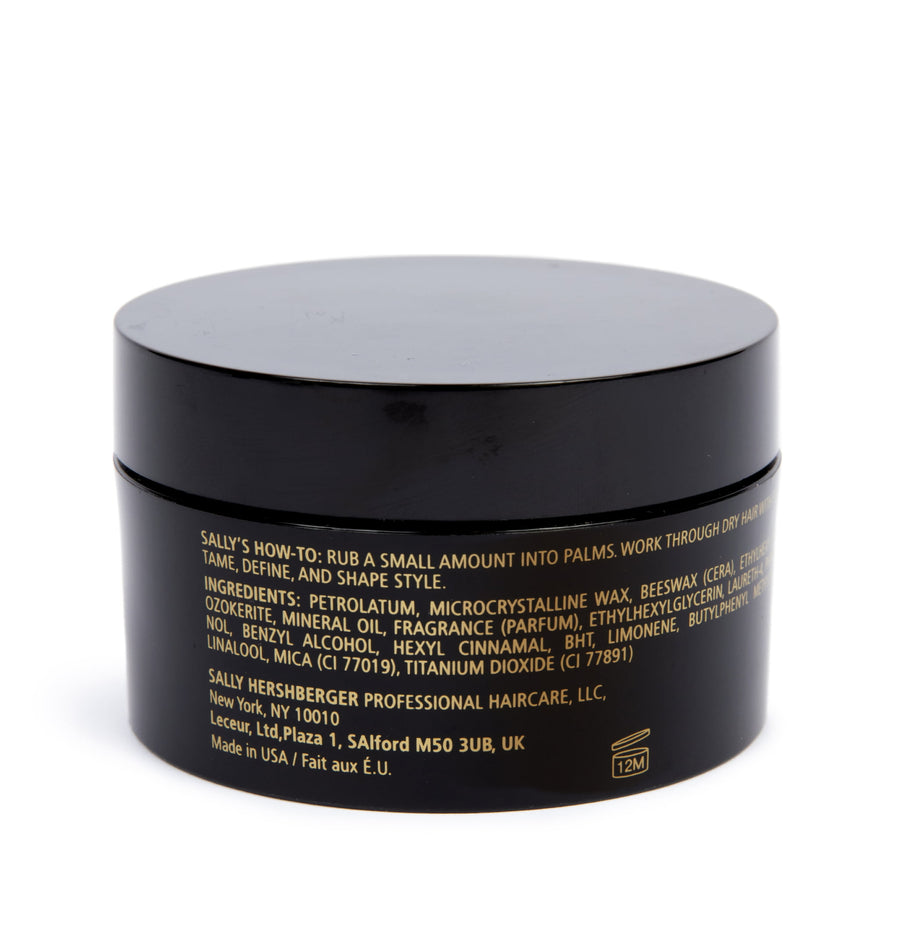 SALLY'S HOW-TO: RUB A SMALL AMOUNT INTO PALMS. WORK THROUGH DRY HAIR WITH
TAME, DEFINE, AND SHAPE STYLE.
INGREDIENTS: PETROLATUM, MICROCRYSTALLINE WAX, BEESWAX (CERA),
OZOKERITE, MINERAL OIL, FRAGRANCE (PARFUM), ETHYLHEXYLGLYCERIN, LAURETH-4,
NOL, BENZYL ALCOHOL, HEXYL CINNAMAL, BHT, LIMONENE, BUTYLPHENYL
LINALOOL, MICA (CI 77019), TITANIUM DIOXIDE (CI 77891)
SALLY HERSHBERGER PROFESSIONAL HAIRCARE, LLC,
New York, NY 10010
Leceur, Ltd,Plaza 1, SAlford M50 3UB, UK
Made in USA / Fait aux É.U.
12M